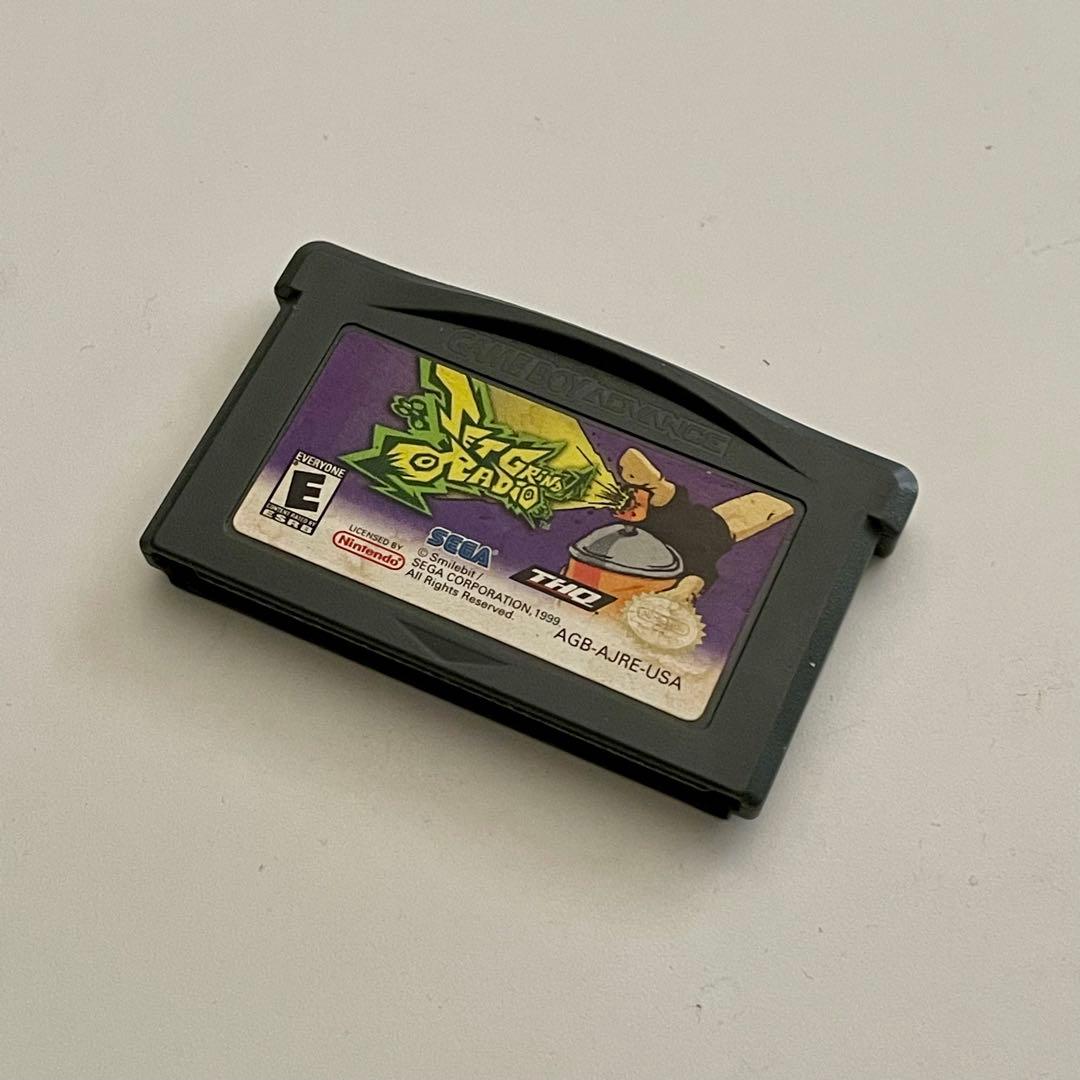 GAME BOY ADVANCE
JET GRIND
RADIO
EVERYONE
E
CONTENT RATED BY
ESRB
LICENSED BY
Nintendo
SEGA
© Smilebit /
SEGA CORPORATION, 1999
All Rights Reserved.
THQ
AGB-AJRE-USA